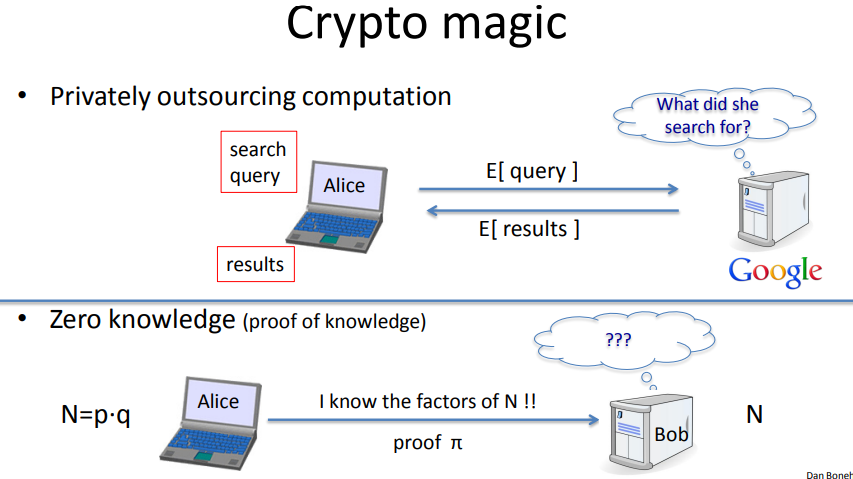 Crypto magic
• Privately outsourcing computation
What did she
search for?
search
query
Alice
E[ query ]
E[ results ]
results
Google
• Zero knowledge (proof of knowledge)
???
N=p·q
Alice
I know the factors of N !!
proof π
Bob
N
Dan Boneh